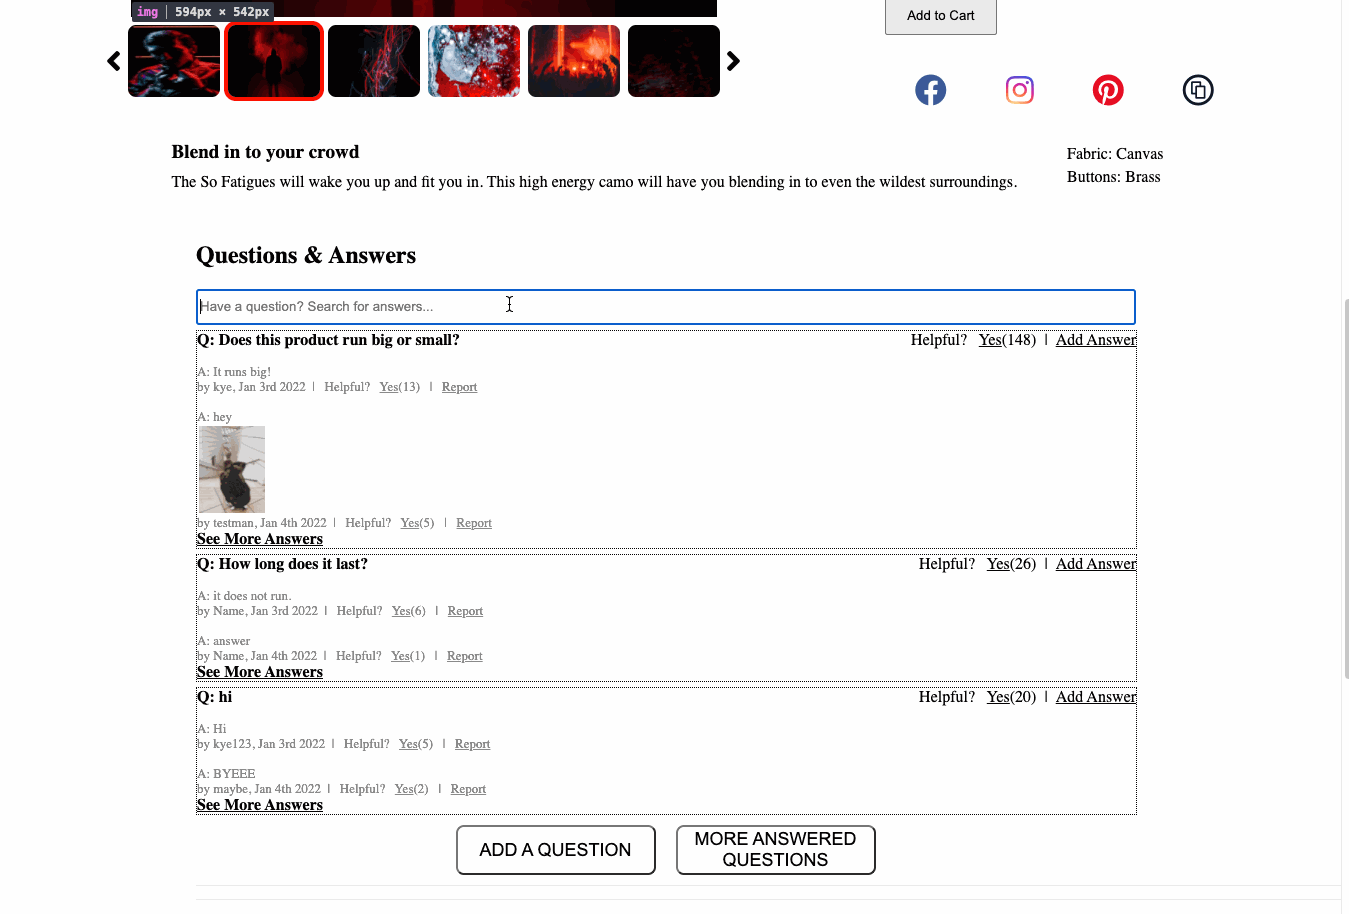 img | 594px × 542px
Add to Cart
Blend in to your crowd
The So Fatigues will wake you up and fit you in. This high energy camo will have you blending in to even the wildest surroundings.
Fabric: Canvas
Buttons: Brass
Questions & Answers
Have a question? Search for answers...
Q: Does this product run big or small? Helpful? Yes(148) | Add Answer
A: It runs big!
by kye, Jan 3rd 2022 | Helpful? Yes(13) | Report
A: hey
by testman, Jan 4th 2022 | Helpful? Yes(5) | Report
See More Answers
Q: How long does it last? Helpful? Yes(26) | Add Answer
A: it does not run.
by Name, Jan 3rd 2022 | Helpful? Yes(6) | Report
A: answer
by Name, Jan 4th 2022 | Helpful? Yes(1) | Report
See More Answers
Q: hi Helpful? Yes(20) | Add Answer
A: Hi
by kye123, Jan 3rd 2022 | Helpful? Yes(5) | Report
A: BYEEE
by maybe, Jan 4th 2022 | Helpful? Yes(2) | Report
See More Answers
ADD A QUESTION
MORE ANSWERED
QUESTIONS